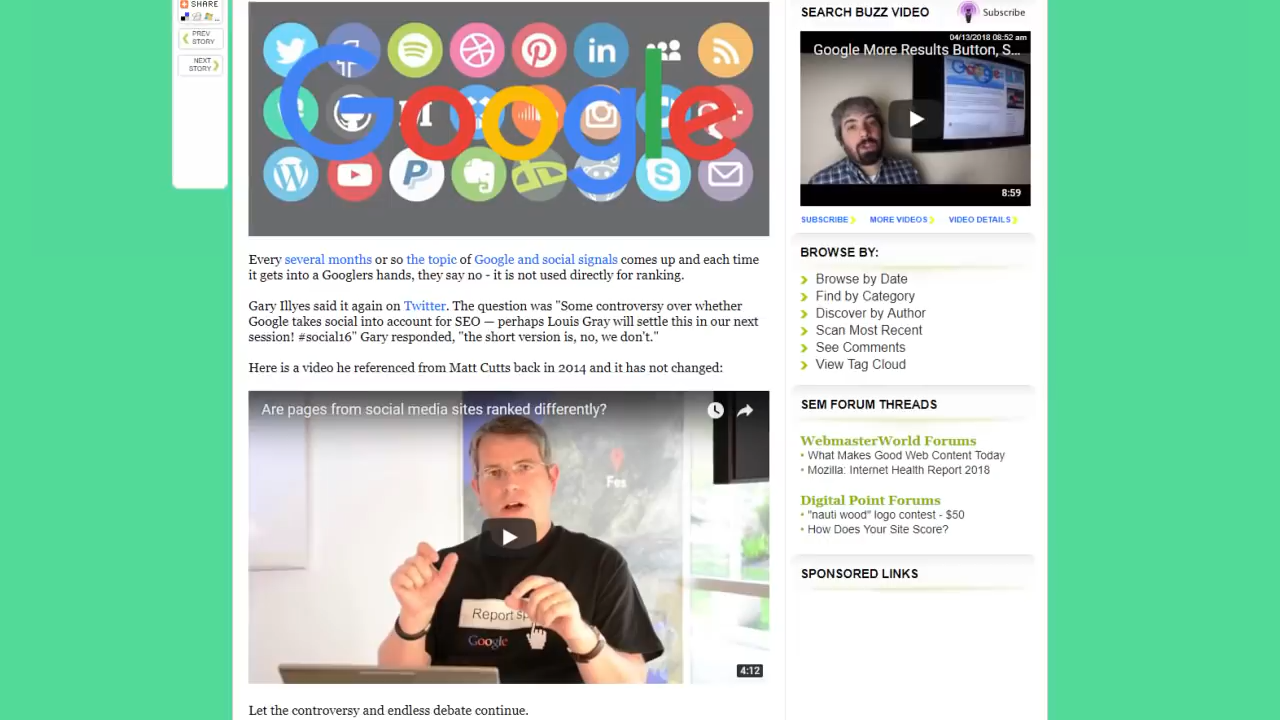 SHARE
PREV
STORY
NEXT
STORY
Google
Every several months or so the topic of Google and social signals comes up and each time
it gets into a Googlers hands, they say no - it is not used directly for ranking.
Gary Illyes said it again on Twitter. The question was "Some controversy over whether
Google takes social into account for SEO — perhaps Louis Gray will settle this in our next
session! #social16" Gary responded, "the short version is, no, we don't."
Here is a video he referenced from Matt Cutts back in 2014 and it has not changed:
Are pages from social media sites ranked differently?
Fes
Report
Google
4:12
Let the controversy and endless debate continue.
SEARCH BUZZ VIDEO
Subscribe
04/13/2018 08:52 am
Google More Results Button, S...
8:59
SUBSCRIBE
MORE VIDEOS
VIDEO DETAILS
BROWSE BY:
Browse by Date
Find by Category
Discover by Author
Scan Most Recent
See Comments
View Tag Cloud
SEM FORUM THREADS
WebmasterWorld Forums
• What Makes Good Web Content Today
• Mozilla: Internet Health Report 2018
Digital Point Forums
• "nauti wood" logo contest - $50
• How Does Your Site Score?
SPONSORED LINKS